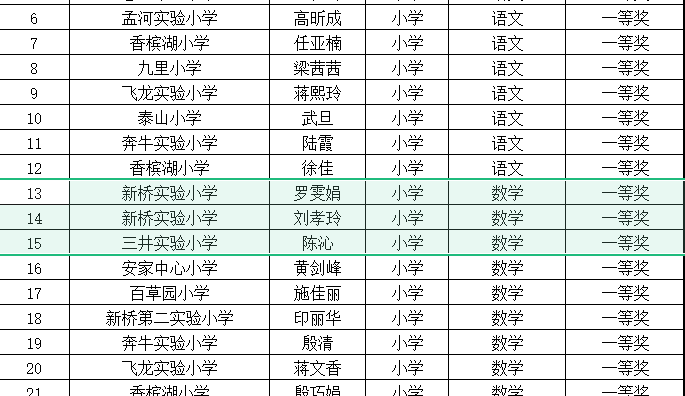 6 孟河实验小学 高昕成 小学 语文 一等奖
7 香槟湖小学 任亚楠 小学 语文 一等奖
8 九里小学 梁茜茜 小学 语文 一等奖
9 飞龙实验小学 蒋熙玲 小学 语文 一等奖
10 泰山小学 武旦 小学 语文 一等奖
11 奔牛实验小学 陆霞 小学 语文 一等奖
12 香槟湖小学 徐佳 小学 语文 一等奖
13 新桥实验小学 罗雯娟 小学 数学 一等奖
14 新桥实验小学 刘孝玲 小学 数学 一等奖
15 三井实验小学 陈沁 小学 数学 一等奖
16 安家中心小学 黄剑峰 小学 数学 一等奖
17 百草园小学 施佳丽 小学 数学 一等奖
18 新桥第二实验小学 印丽华 小学 数学 一等奖
19 奔牛实验小学 殷清 小学 数学 一等奖
20 飞龙实验小学 蒋文香 小学 数学 一等奖
21 香槟湖小学 殷巧娟 小学 数学 一等奖